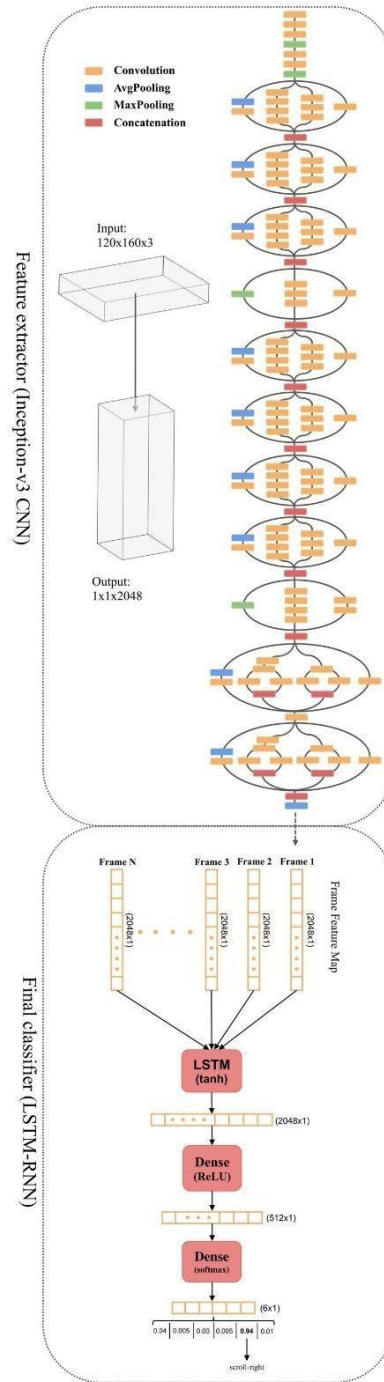 Convolution
AvgPooling
MaxPooling
Concatenation
Input:
120x160x3
Output:
1x1x2048
Feature extractor (Inception-v3 CNN)
Frame N
Frame 3
Frame 2
Frame 1
Frame Feature Map
(2048x1)
(2048x1)
(2048x1)
(2048x1)
LSTM
(tanh)
(2048x1)
Dense
(ReLU)
(512x1)
Dense
(softmax)
(6x1)
0.04 0.005 0.00 0.005 0.94 0.01
scroll-right
Final classifier (LSTM-RNN)